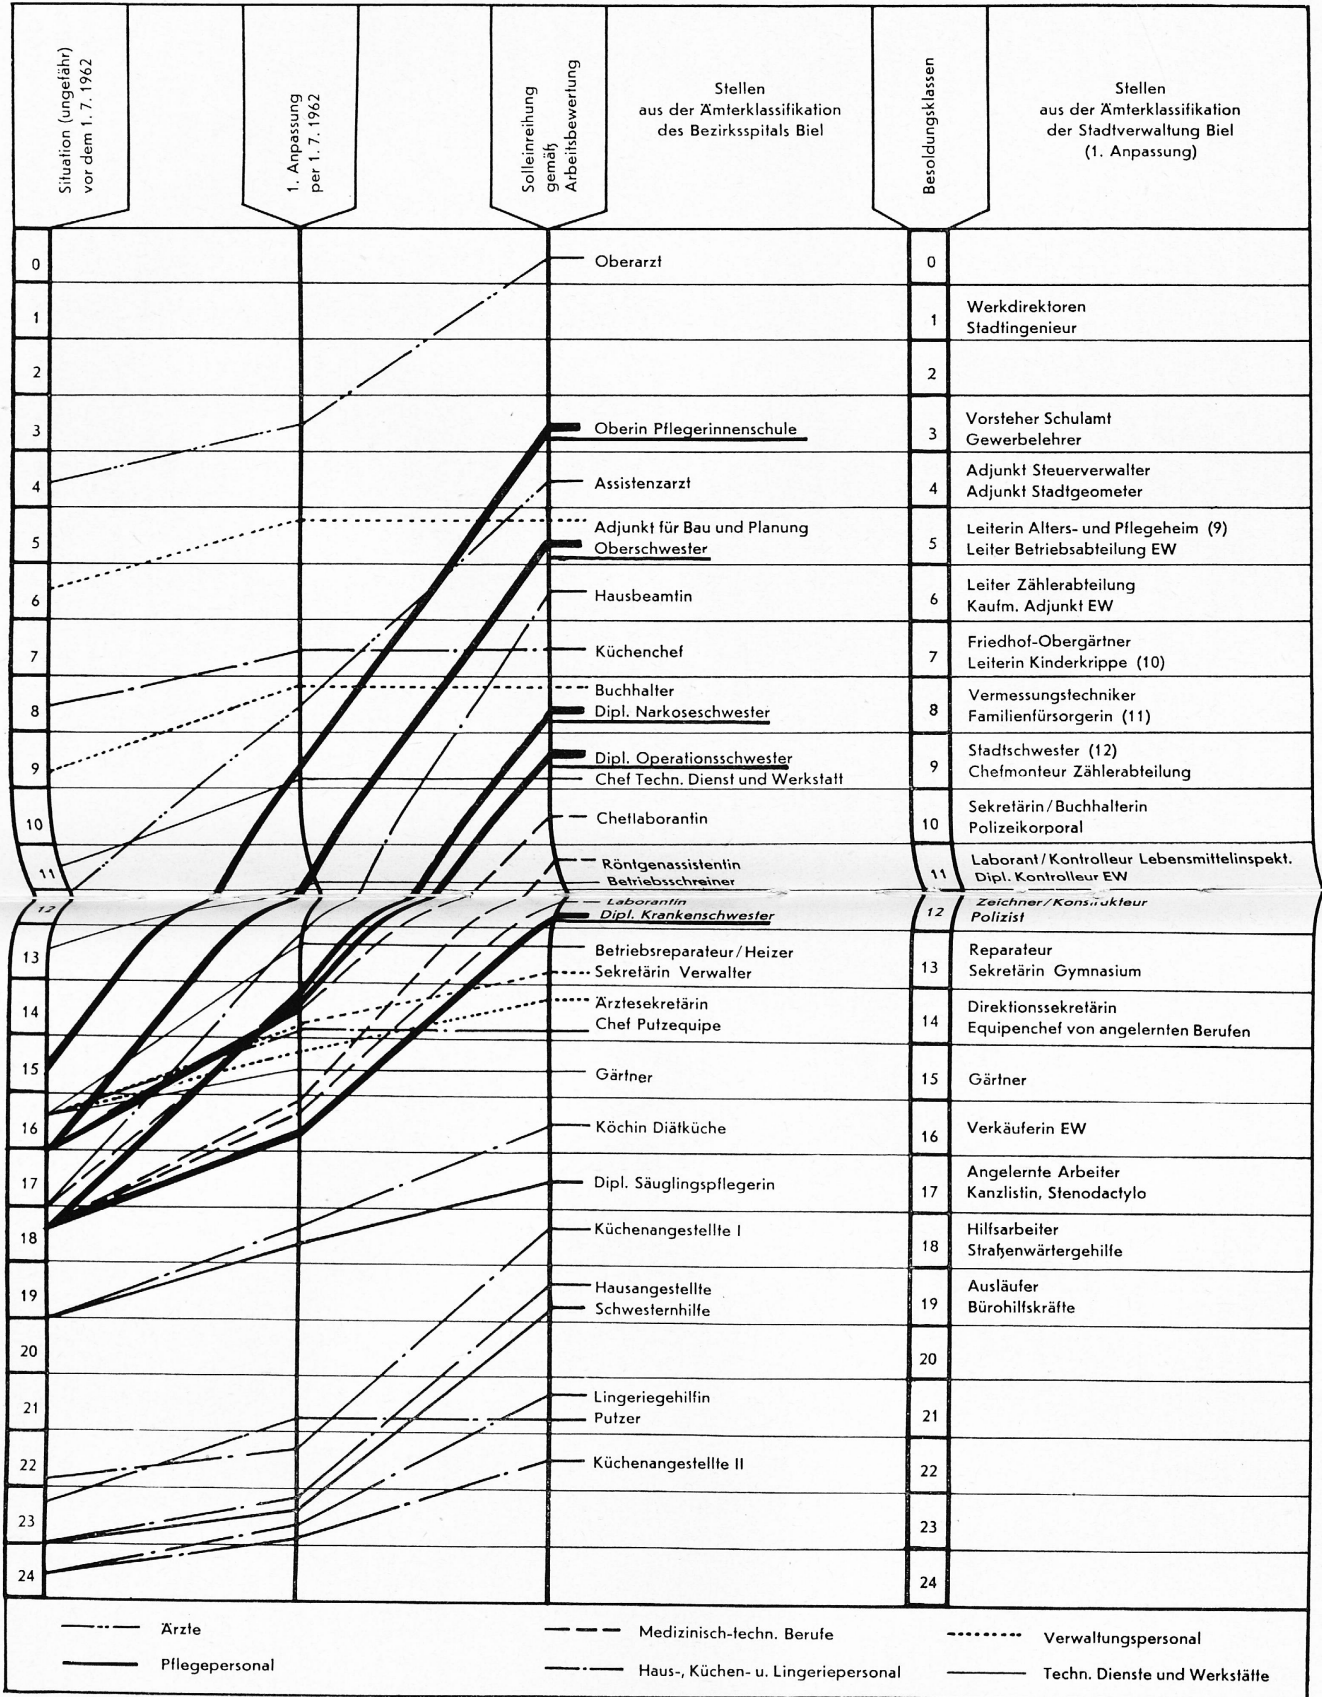 Situation (ungefähr)
vor dem 1. 7. 1962
1. Anpassung
per 1. 7. 1962
Solleinreihung
gemäß
Arbeitsbewertung
Stellen
aus der Ämterklassifikation
des Bezirksspitals Biel
Besoldungsklassen
Stellen
aus der Ämterklassifikation
der Stadtverwaltung Biel
(1. Anpassung)
0
1
2
3
4
5
6
7
8
9
10
11
12
13
14
15
16
17
18
19
20
21
22
23
24
Oberarzt
Oberin Pflegerinnenschule
Assistenzarzt
Adjunkt für Bau und Planung
Oberschwester
Hausbeamtin
Küchenchef
Buchhalter
Dipl. Narkoseschwester
Dipl. Operationsschwester
Chef Techn. Dienst und Werkstatt
Cheflaborantin
Röntgenassistentin
Betriebsschreiner
Laborantin
Dipl. Krankenschwester
Betriebsreparateur/Heizer
Sekretärin Verwalter
Ärztesekretärin
Chef Putzequipe
Gärtner
Köchin Diätküche
Dipl. Säuglingspflegerin
Küchenangestellte I
Hausangestellte
Schwesternhilfe
Lingeriegehilfin
Putzer
Küchenangestellte II
0
1
Werkdirektoren
Stadtingenieur
2
3
Vorsteher Schulamt
Gewerbelehrer
4
Adjunkt Steuerverwalter
Adjunkt Stadtgeometer
5
Leiterin Alters- und Pflegeheim (9)
Leiter Betriebsabteilung EW
6
Leiter Zählerabteilung
Kaufm. Adjunkt EW
7
Friedhof-Obergärtner
Leiterin Kinderkrippe (10)
8
Vermessungstechniker
Familienfürsorgerin (11)
9
Stadtschwester (12)
Chefmonteur Zählerabteilung
10
Sekretärin/Buchhalterin
Polizeikorporal
11
Laborant/Kontrolleur Lebensmittelinspekt.
Dipl. Kontrolleur EW
12
Zeichner/Konstrukteur
Polizist
13
Reparateur
Sekretärin Gymnasium
14
Direktionssekretärin
Equipenchef von angelernten Berufen
15
Gärtner
16
Verkäuferin EW
17
Angelernte Arbeiter
Kanzlistin, Stenodactylo
18
Hilfsarbeiter
Straßenwärtergehilfe
19
Ausläufer
Bürohilfskräfte
20
21
22
23
24
Ärzte
Pflegepersonal
Medizinisch-techn. Berufe
Haus-, Küchen- u. Lingeriepersonal
Verwaltungspersonal
Techn. Dienste und Werkstätte